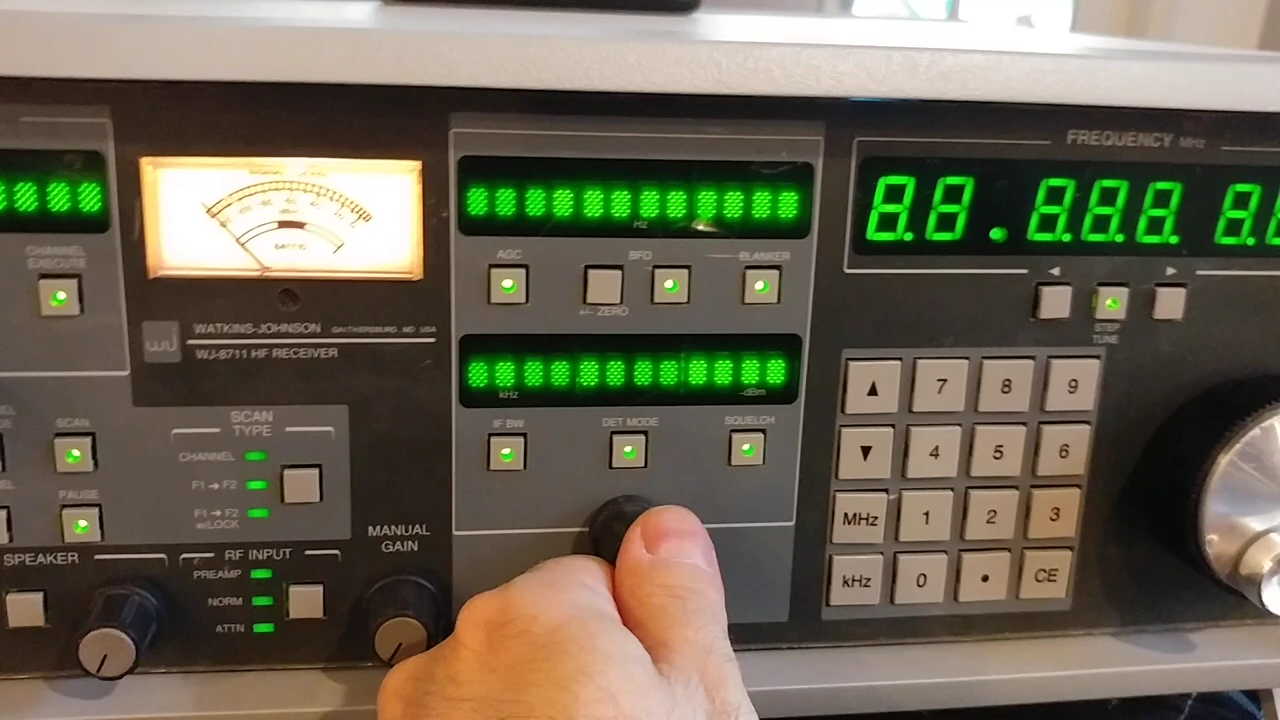 CHANNEL
EXECUTE
WATKINS-JOHNSON GAITHERSBURG, MD USA
WJ-8711 HF RECEIVER
wj
SCAN
PAUSE
SCAN
TYPE
CHANNEL
F1→F2
F1→F2
w/LOCK
SPEAKER
RF INPUT
PREAMP
NORM
ATTN
MANUAL
GAIN
Hz
AGC BFO BLANKER
+/- ZERO
kHz -dBm
IF BW DET MODE SQUELCH
FREQUENCY MHz
88.888 8
◀ ▶
STEP
TUNE
▲ 7 8 9
▼ 4 5 6
MHz 1 2 3
kHz 0 • CE